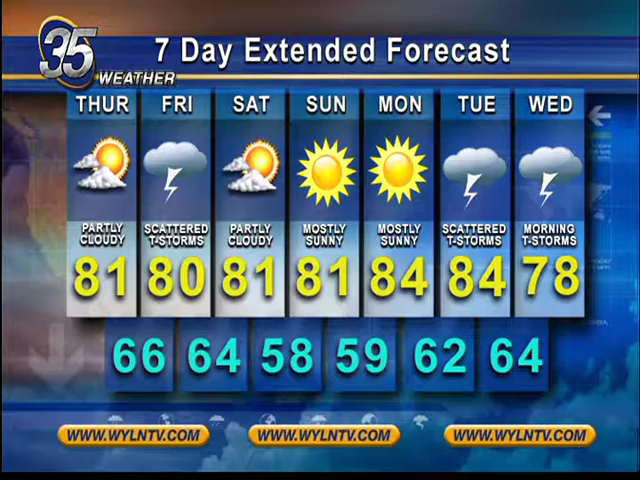 35
WEATHER
7 Day Extended Forecast
THUR FRI SAT SUN MON TUE WED
PARTLY CLOUDY
SCATTERED T-STORMS
PARTLY CLOUDY
MOSTLY SUNNY
MOSTLY SUNNY
SCATTERED T-STORMS
MORNING T-STORMS
81 80 81 81 84 84 78
66 64 58 59 62 64
WWW.WYLNTV.COM WWW.WYLNTV.COM WWW.WYLNTV.COM